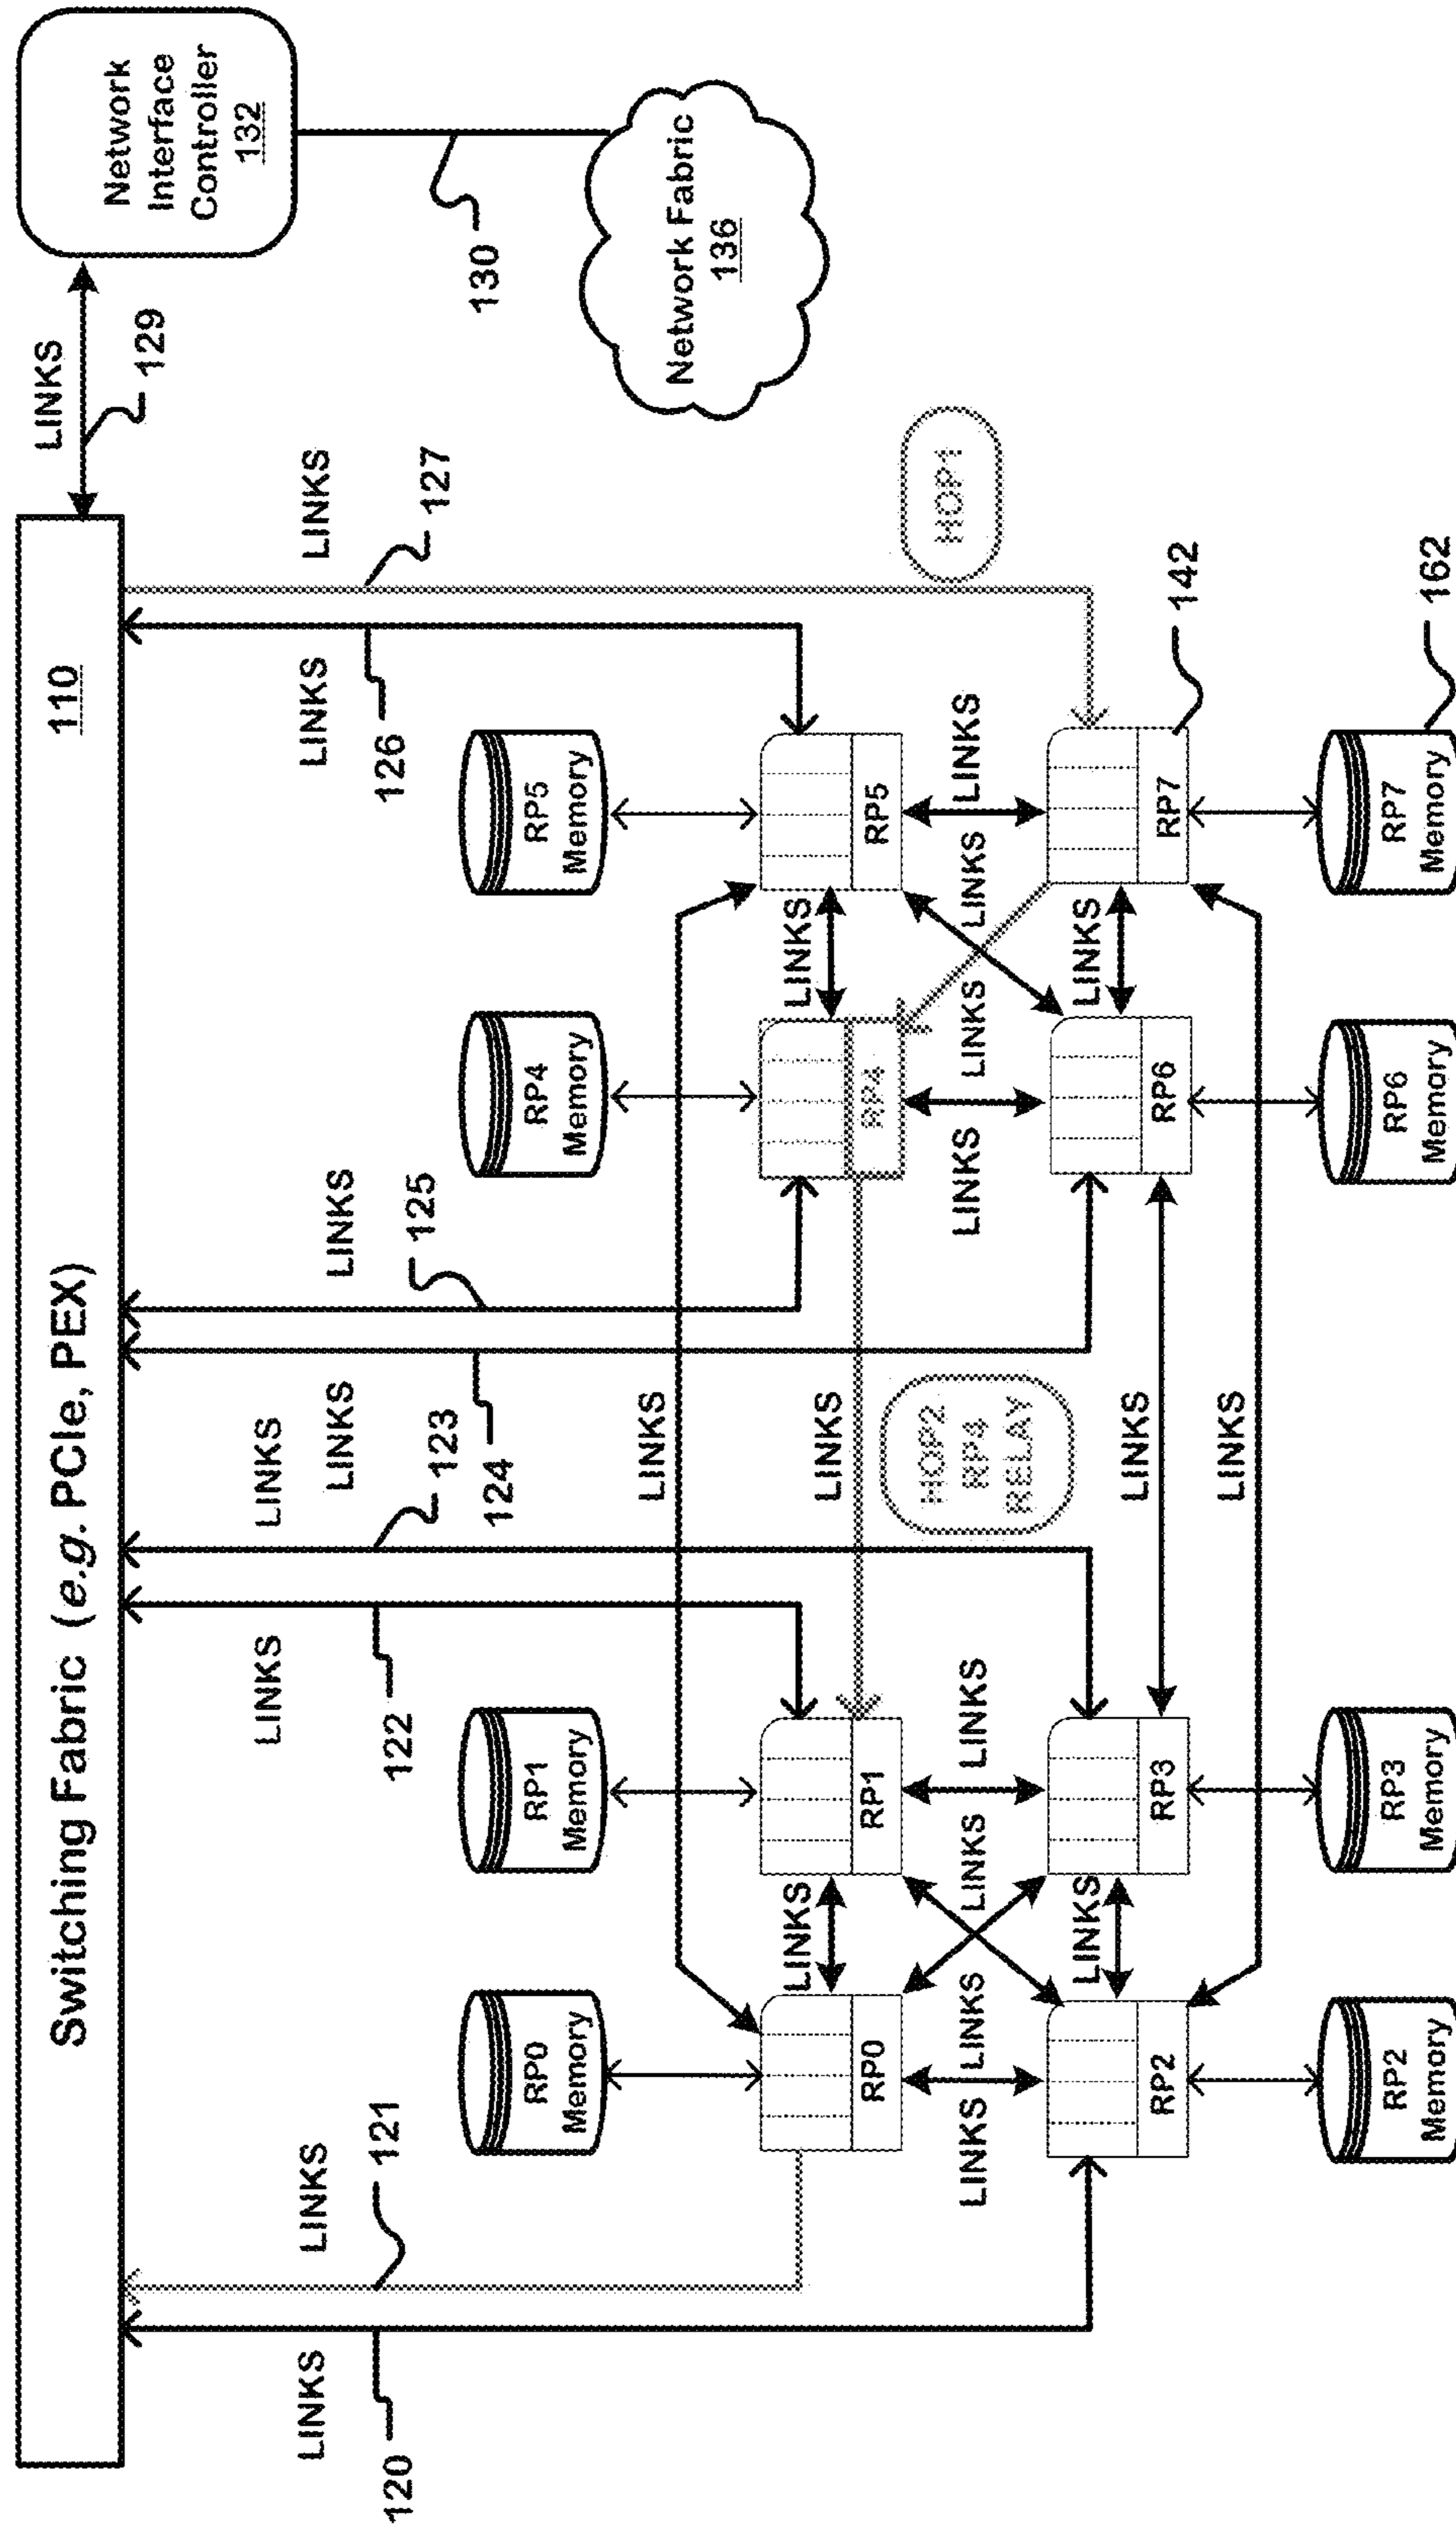 Switching Fabric (e.g. PCIe, PEX)
110
LINKS
129
Network
Interface
Controller
132
LINKS
120
LINKS
121
LINKS
122
LINKS
123
LINKS
124
LINKS
125
LINKS
126
LINKS
127
130
RP0
Memory
RP1
Memory
RP4
Memory
RP5
Memory
Network Fabric
136
LINKS
LINKS
LINKS
LINKS
RP0
RP1
RP4
RP5
HOP2
RP4
RELAY
HOP1
LINKS
LINKS
LINKS
LINKS
LINKS
LINKS
LINKS
LINKS
LINKS
LINKS
LINKS
RP2
RP3
RP6
RP7
142
LINKS
RP2
Memory
RP3
Memory
RP6
Memory
RP7
Memory
162